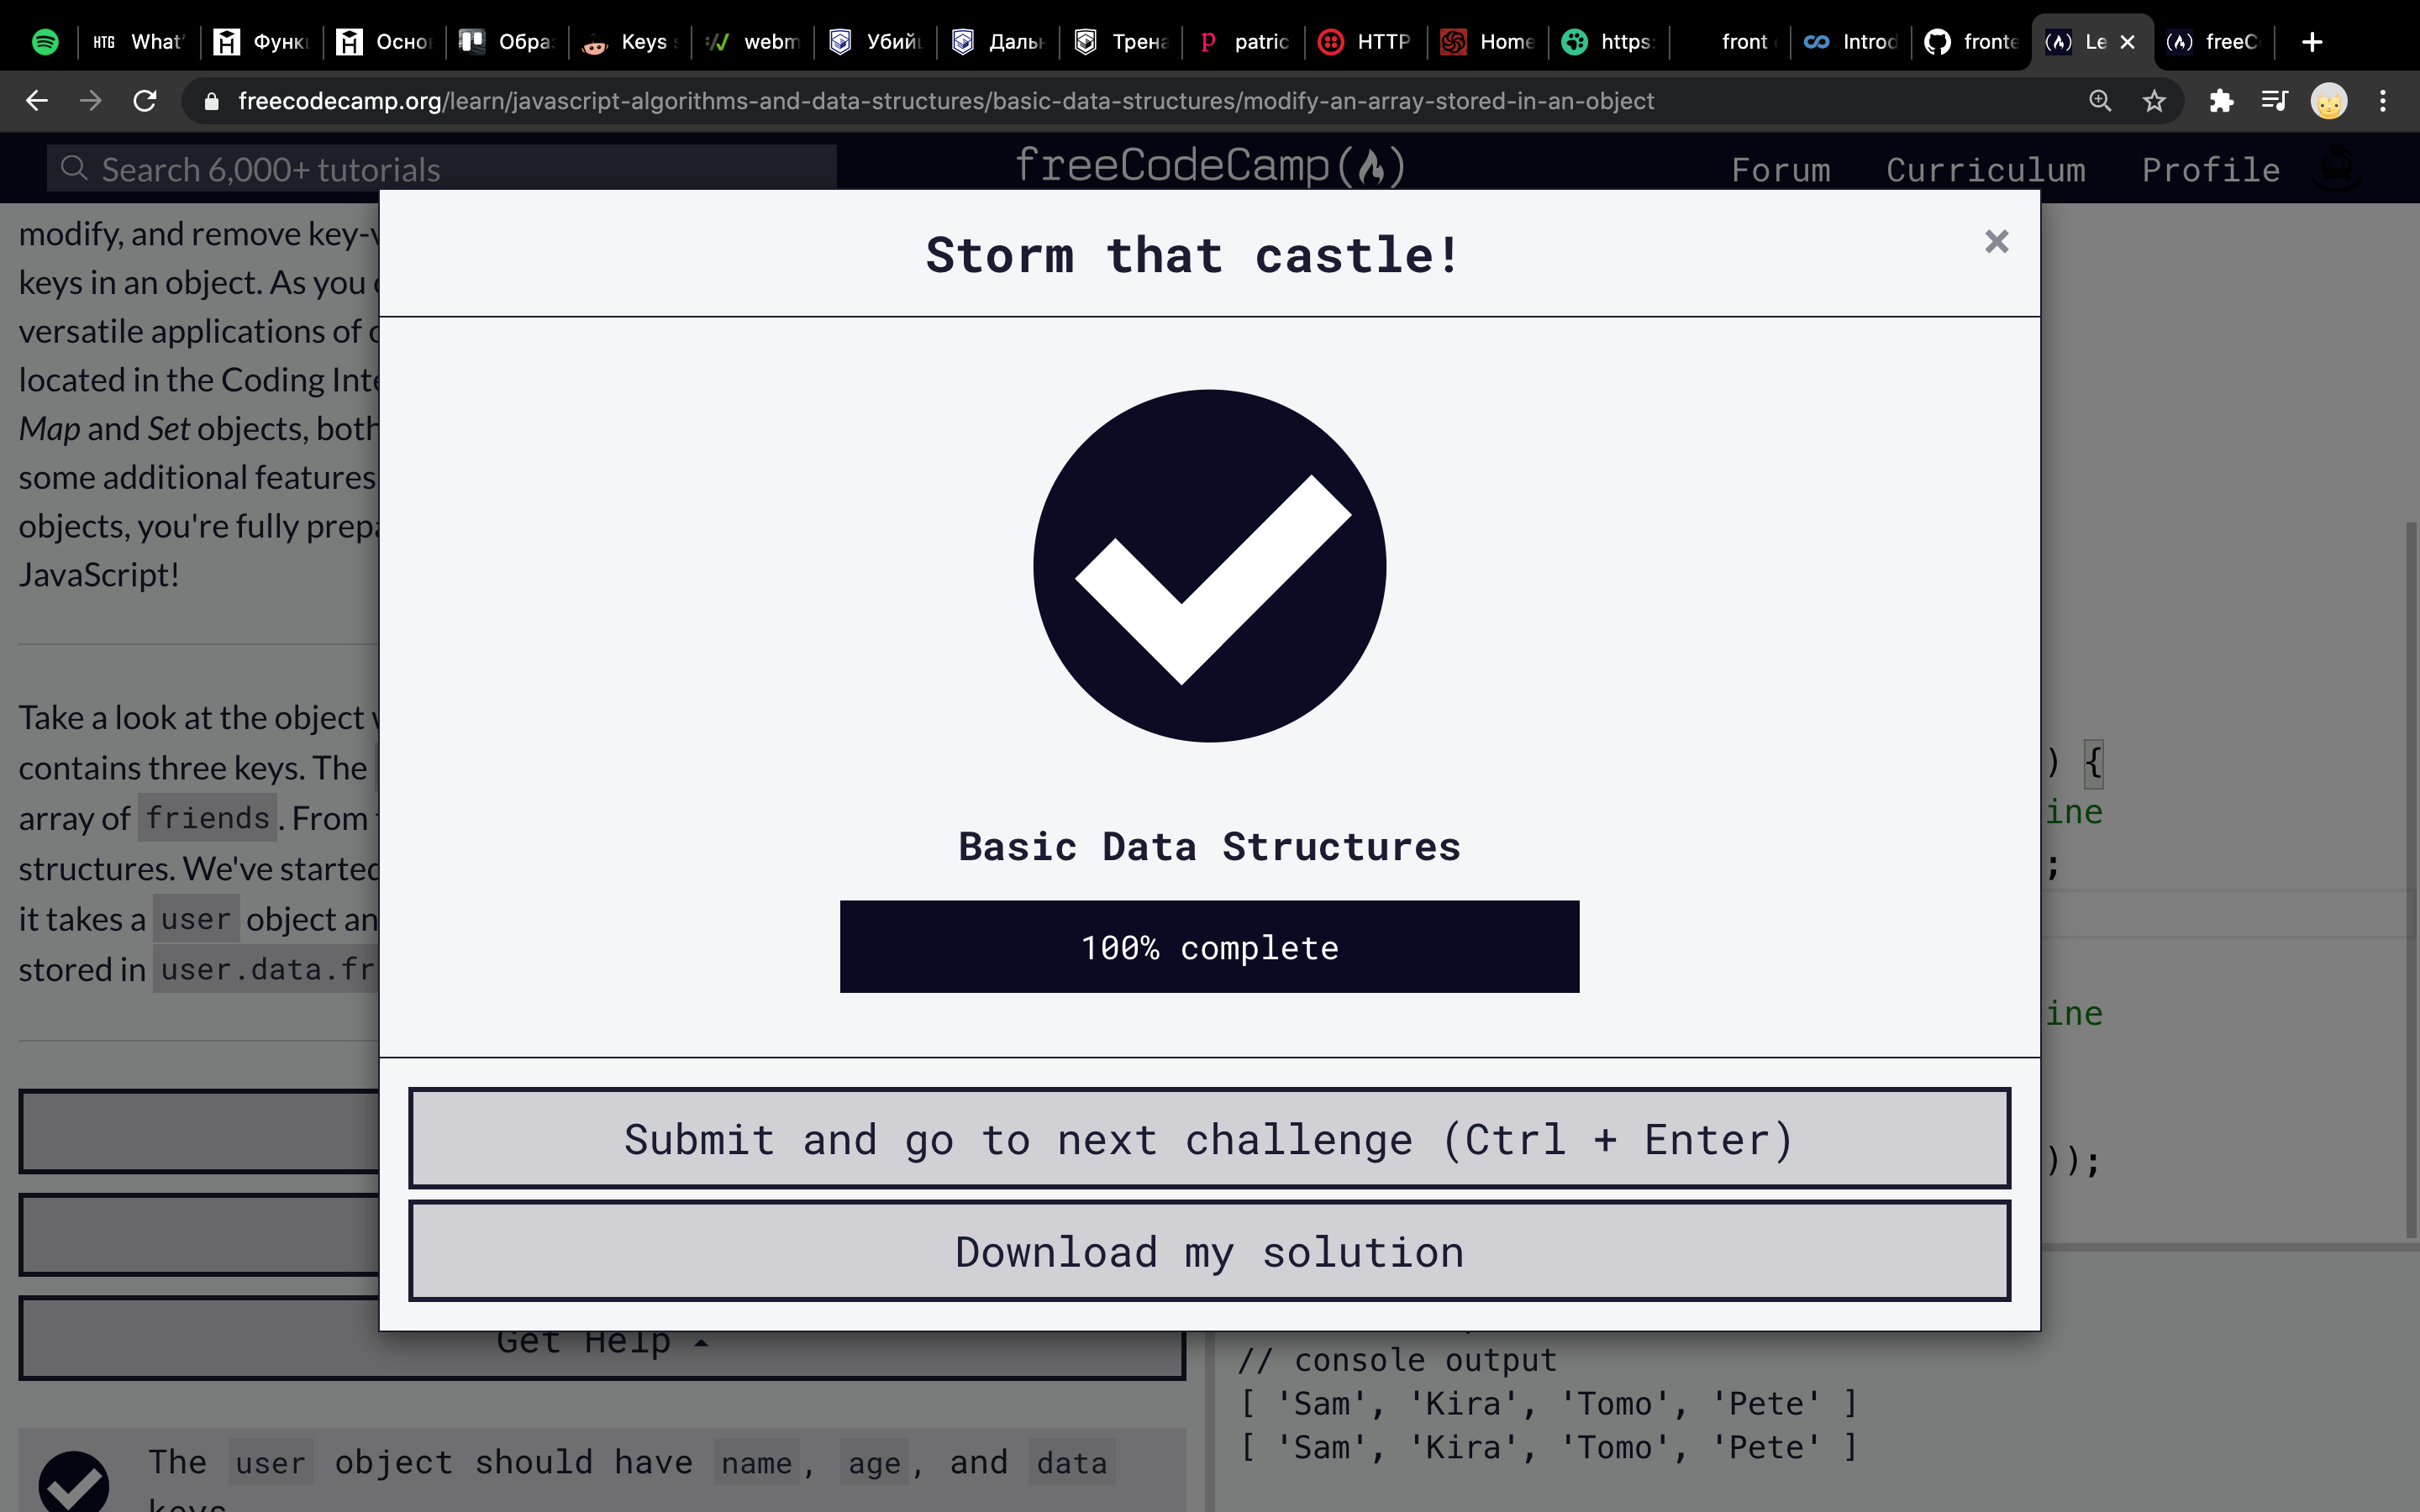 HTG What'
Функ
Осно
Обра
Keys
webm
Убий
Даль
Трена
patric
HTTP
Home
https:
front
Introd
fronte
Le
freeC
freecodecamp.org/learn/javascript-algorithms-and-data-structures/basic-data-structures/modify-an-array-stored-in-an-object
Search 6,000+ tutorials
freeCodeCamp
Forum
Curriculum
Profile
modify, and remove key-v
keys in an object. As you
versatile applications of
located in the Coding Inte
Map and Set objects, both
some additional features
objects, you're fully prepa
JavaScript!
Take a look at the object
contains three keys. The
array of friends. From
structures. We've started
it takes a user object an
stored in user.data.fr
Get Help
The user object should have name, age, and data
keys
Storm that castle!
×
Basic Data Structures
100% complete
Submit and go to next challenge (Ctrl + Enter)
Download my solution
) {
ine
;
ine
));
// console output
[ 'Sam', 'Kira', 'Tomo', 'Pete' ]
[ 'Sam', 'Kira', 'Tomo', 'Pete' ]